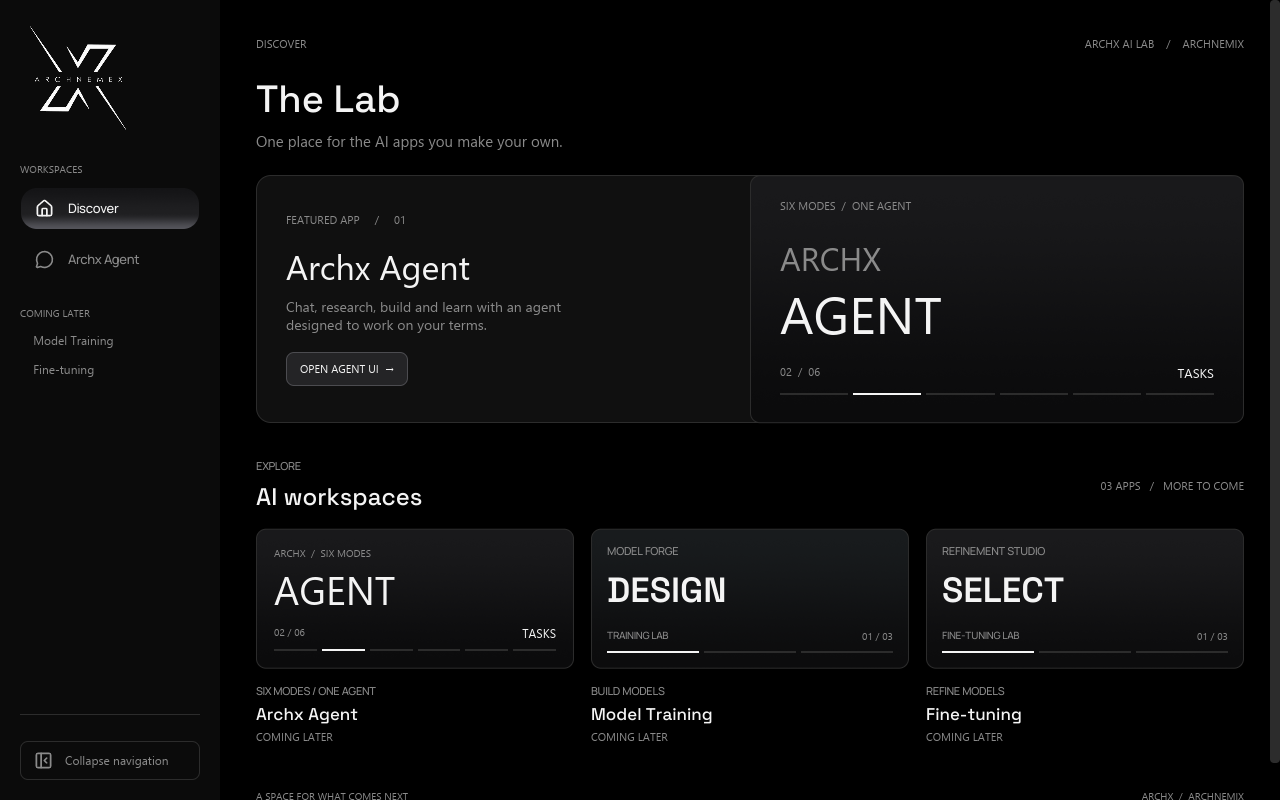 ARCHNEMEX
WORKSPACES
Discover
Archx Agent
COMING LATER
Model Training
Fine-tuning
Collapse navigation
DISCOVER
ARCHX AI LAB / ARCHNEMIX
The Lab
One place for the AI apps you make your own.
FEATURED APP / 01
Archx Agent
Chat, research, build and learn with an agent
designed to work on your terms.
OPEN AGENT UI →
SIX MODES / ONE AGENT
ARCHX
AGENT
02 / 06
TASKS
EXPLORE
AI workspaces
03 APPS / MORE TO COME
ARCHX / SIX MODES
AGENT
02 / 06
TASKS
SIX MODES / ONE AGENT
Archx Agent
COMING LATER
MODEL FORGE
DESIGN
TRAINING LAB
01 / 03
BUILD MODELS
Model Training
COMING LATER
REFINEMENT STUDIO
SELECT
FINE-TUNING LAB
01 / 03
REFINE MODELS
Fine-tuning
COMING LATER
A SPACE FOR WHAT COMES NEXT
ARCHX / ARCHNEMIX